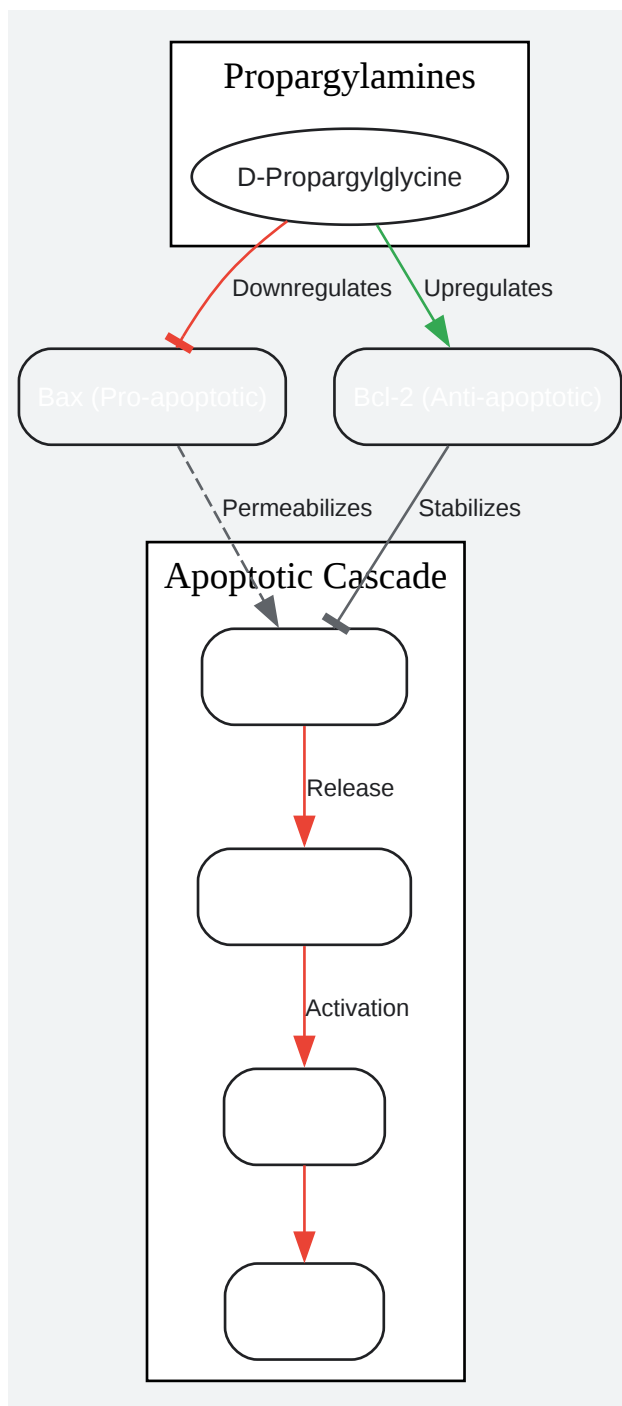 Propargylamines
D-Propargylglycine
Downregulates
Upregulates
Bax (Pro-apoptotic)
Bcl-2 (Anti-apoptotic)
Permeabilizes
Stabilizes
Apoptotic Cascade
Release
Activation